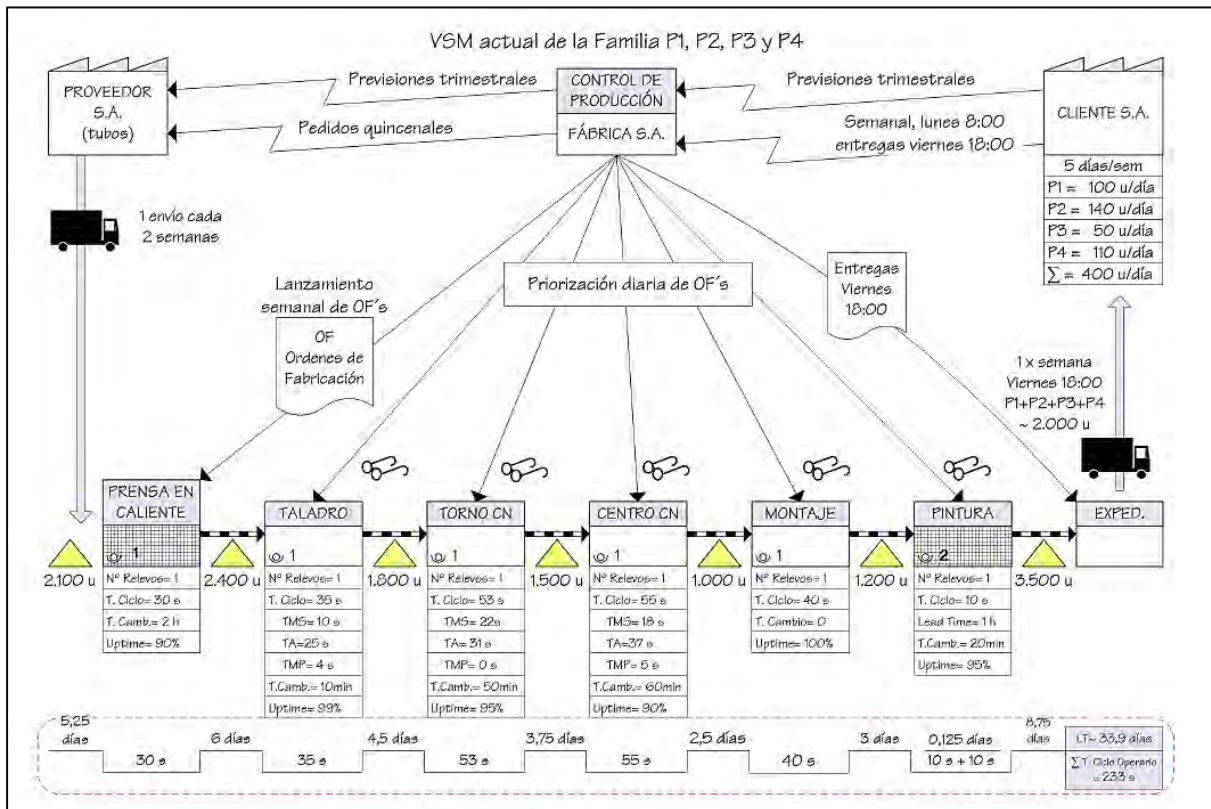 VSM actual de la Familia P1, P2, P3 y P4
PROVEEDOR
S.A.
(tubos)
Previsiones trimestrales
Pedidos quincenales
CONTROL DE
PRODUCCIÓN
FÁBRICA S.A.
Previsiones trimestrales
Semanal, lunes 8:00
entregas viernes 18:00
CLIENTE S.A.
5 días/sem
P1 = 100 u/día
P2 = 140 u/día
P3 = 50 u/día
P4 = 110 u/día
∑ = 400 u/día
1 envío cada
2 semanas
Lanzamiento
semanal de OF´s
OF
Ordenes de
Fabricación
Priorización diaria de OF´s
Entregas
Viernes
18:00
1 x semana
Viernes 18:00
P1+P2+P3+P4
~ 2.000 u
PRENSA EN
CALIENTE
1
Nº Relevos= 1
T. Ciclo= 30 s
T. Camb.= 2 h
Uptime= 90%
TALADRO
1
Nº Relevos= 1
T. Ciclo= 35 s
TMS= 10 s
TA=25 s
TMP= 4 s
T.Camb.= 10min
Uptime= 99%
TORNO CN
1
Nº Relevos= 1
T. Ciclo= 53 s
TMS= 22s
TA= 31 s
TMP= 0 s
T.Camb.= 50min
Uptime= 95%
CENTRO CN
1
Nº Relevos= 1
T. Ciclo= 55 s
TMS= 18 s
TA=37 s
TMP= 5 s
T.Camb.= 60min
Uptime= 90%
MONTAJE
1
Nº Relevos= 1
T. Ciclo= 40 s
T. Cambio= 0
Uptime= 100%
PINTURA
2
Nº Relevos= 1
T. Ciclo= 10 s
Lead Time= 1 h
T.Camb.= 20min
Uptime= 95%
EXPED.
2.100 u
2.400 u
1.800 u
1.500 u
1.000 u
1.200 u
3.500 u
5,25
días
30 s
6 días
35 s
4,5 días
53 s
3,75 días
55 s
2,5 días
40 s
3 días
0,125 días
10 s + 10 s
8,75
días
LT~ 33,9 días
∑ T. Ciclo Operario
= 233 s